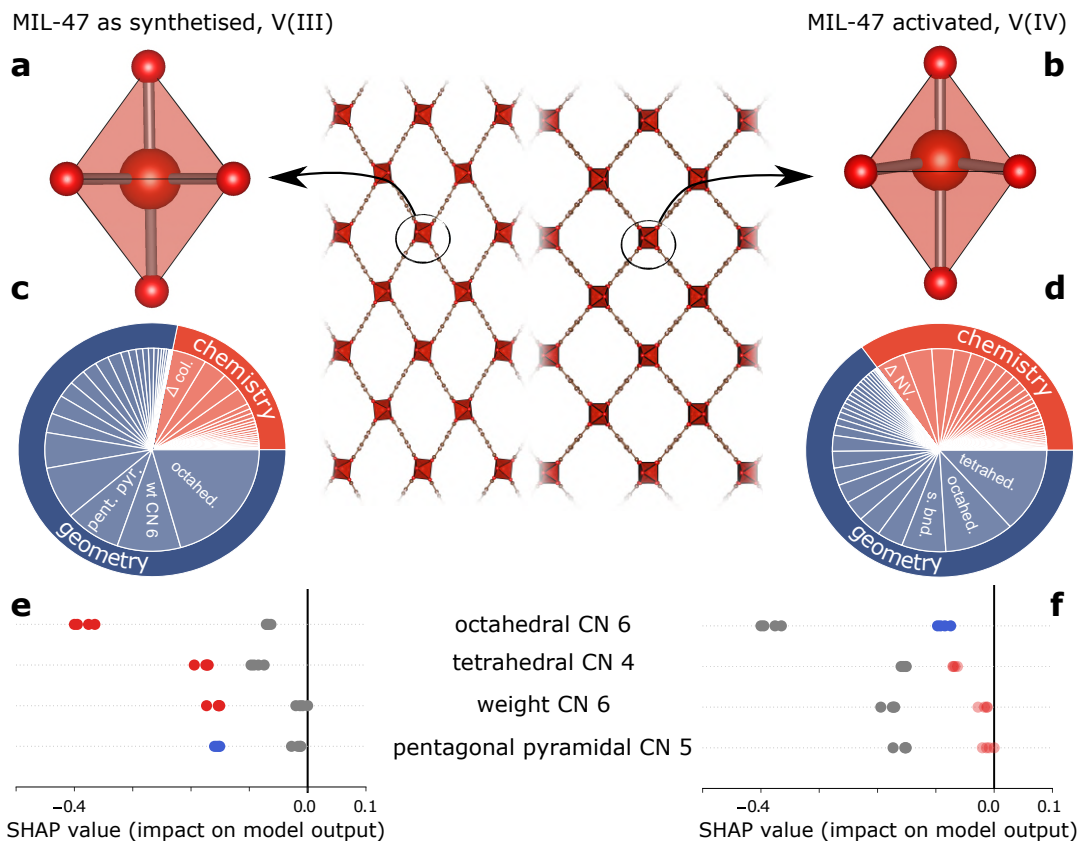 MIL-47 as synthetised, V(III)
MIL-47 activated, V(IV)
a
b
c
d
chemistry
Δ col.
octahed.
wt CN 6
pent. pyr.
geometry
chemistry
Δ NV.
tetrahed.
octahed.
s. bnd.
geometry
e
f
octahedral CN 6
tetrahedral CN 4
weight CN 6
pentagonal pyramidal CN 5
−0.4
0.0
0.1
SHAP value (impact on model output)
−0.4
0.0
0.1
SHAP value (impact on model output)